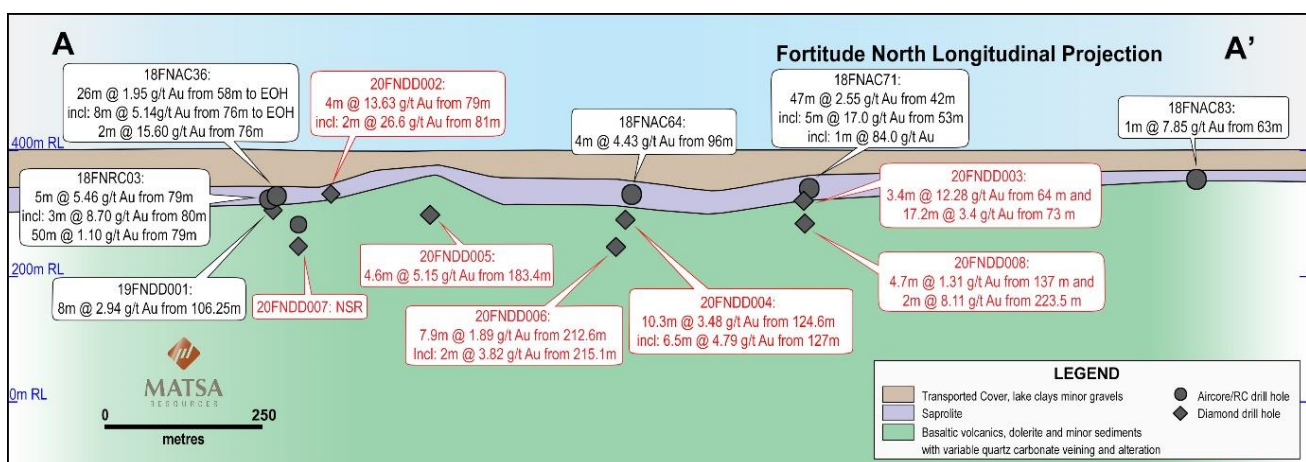 A
Fortitude North Longitudinal Projection
A'
18FNAC36:
26m @ 1.95 g/t Au from 58m to EOH
incl: 8m @ 5.14g/t Au from 76m to EOH
2m @ 15.60 g/t Au from 76m
20FNDD002:
4m @ 13.63 g/t Au from 79m
incl: 2m @ 26.6 g/t Au from 81m
18FNAC64:
4m @ 4.43 g/t Au from 96m
18FNAC71:
47m @ 2.55 g/t Au from 42m
incl: 5m @ 17.0 g/t Au from 53m
incl: 1m @ 84.0 g/t Au
18FNAC83:
1m @ 7.85 g/t Au from 63m
400m RL
18FNRC03:
5m @ 5.46 g/t Au from 79m
incl: 3m @ 8.70 g/t Au from 80m
50m @ 1.10 g/t Au from 79m
20FNDD003:
3.4m @ 12.28 g/t Au from 64 m and
17.2m @ 3.4 g/t Au from 73 m
200m RL
19FNDD001:
8m @ 2.94 g/t Au from 106.25m
20FNDD007: NSR
20FNDD005:
4.6m @ 5.15 g/t Au from 183.4m
20FNDD006:
7.9m @ 1.89 g/t Au from 212.6m
Incl: 2m @ 3.82 g/t Au from 215.1m
20FNDD004:
10.3m @ 3.48 g/t Au from 124.6m
incl: 6.5m @ 4.79 g/t Au from 127m
20FNDD008:
4.7m @ 1.31 g/t Au from 137 m and
2m @ 8.11 g/t Au from 223.5 m
MATSA
RESOURCES
0m RL
0 250
metres
LEGEND
Transported Cover, lake clays minor gravels
Saprolite
Basaltic volcanics, dolerite and minor sediments
with variable quartz carbonate veining and alteration
Aircore/RC drill hole
Diamond drill hole